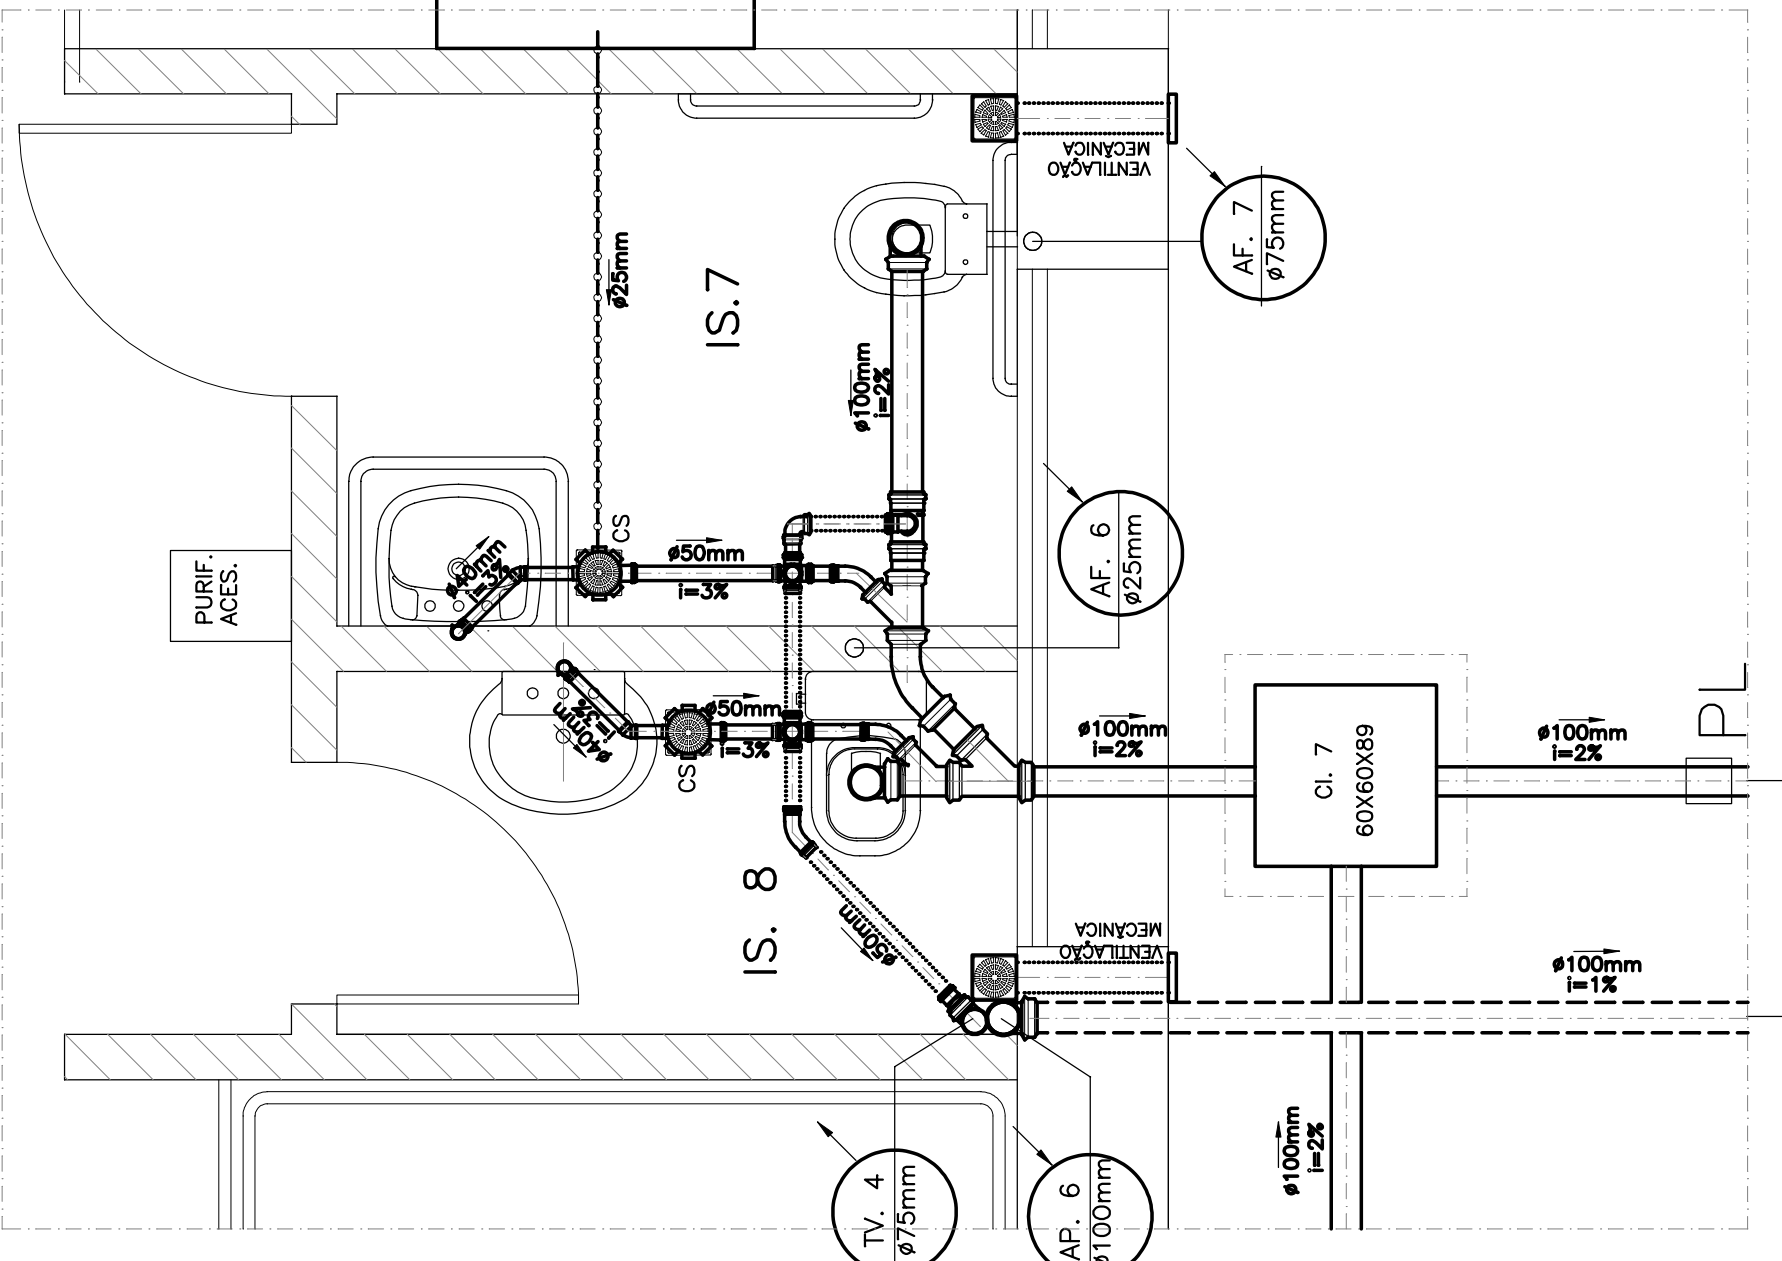 VENTILAÇÃO
MECÂNICA
AF. 7
ø75mm
ø25mm
IS.7
ø100mm
i=2%
PURIF.
ACES.
ø40mm
i=3%
CS
ø50mm
i=3%
AF. 6
ø25mm
ø40mm
i=3%
CS
ø50mm
i=3%
ø100mm
i=2%
CI. 7
60X60X89
ø100mm
i=2%
PL
IS. 8
ø50mm
VENTILAÇÃO
MECÂNICA
ø100mm
i=1%
ø100mm
i=2%
TV. 4
ø75mm
AP. 6
ø100mm